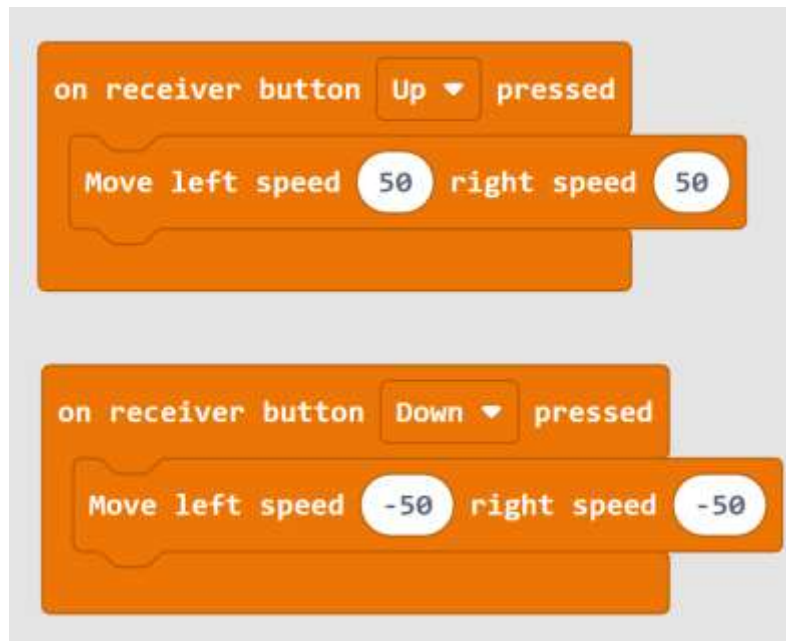 on receiver button Up pressed
Move left speed 50 right speed 50
on receiver button Down pressed
Move left speed -50 right speed -50